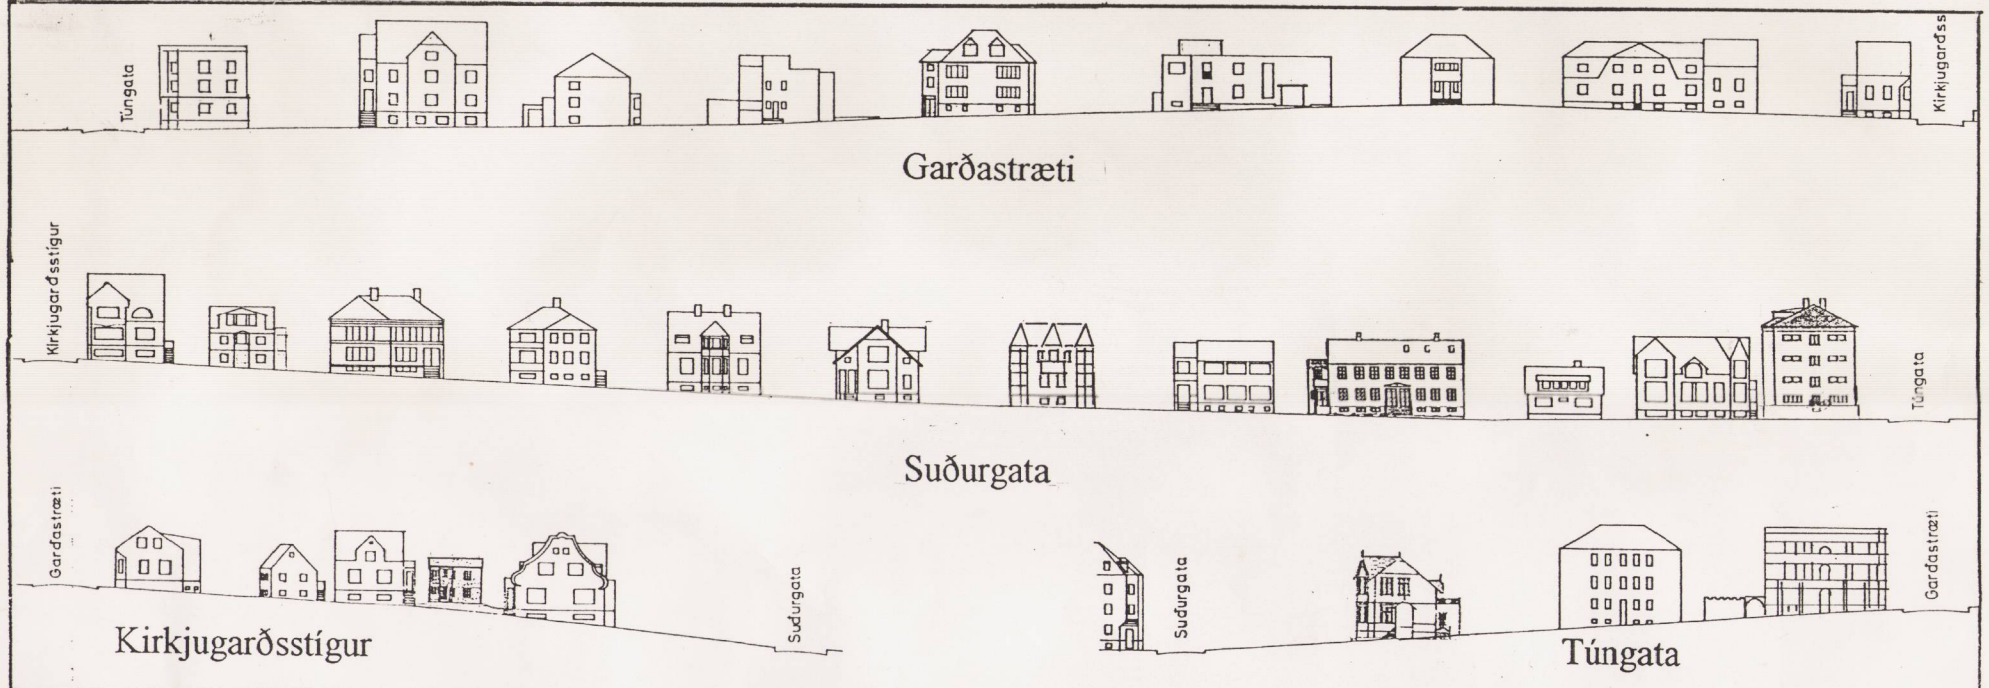 Túngata
Kirkjugarðss
Garðastræti
Kirkjugarðsstígur
Túngata
Suðurgata
Garðastræti
Suðurgata
Suðurgata
Garðastræti
Kirkjugarðsstígur
Túngata